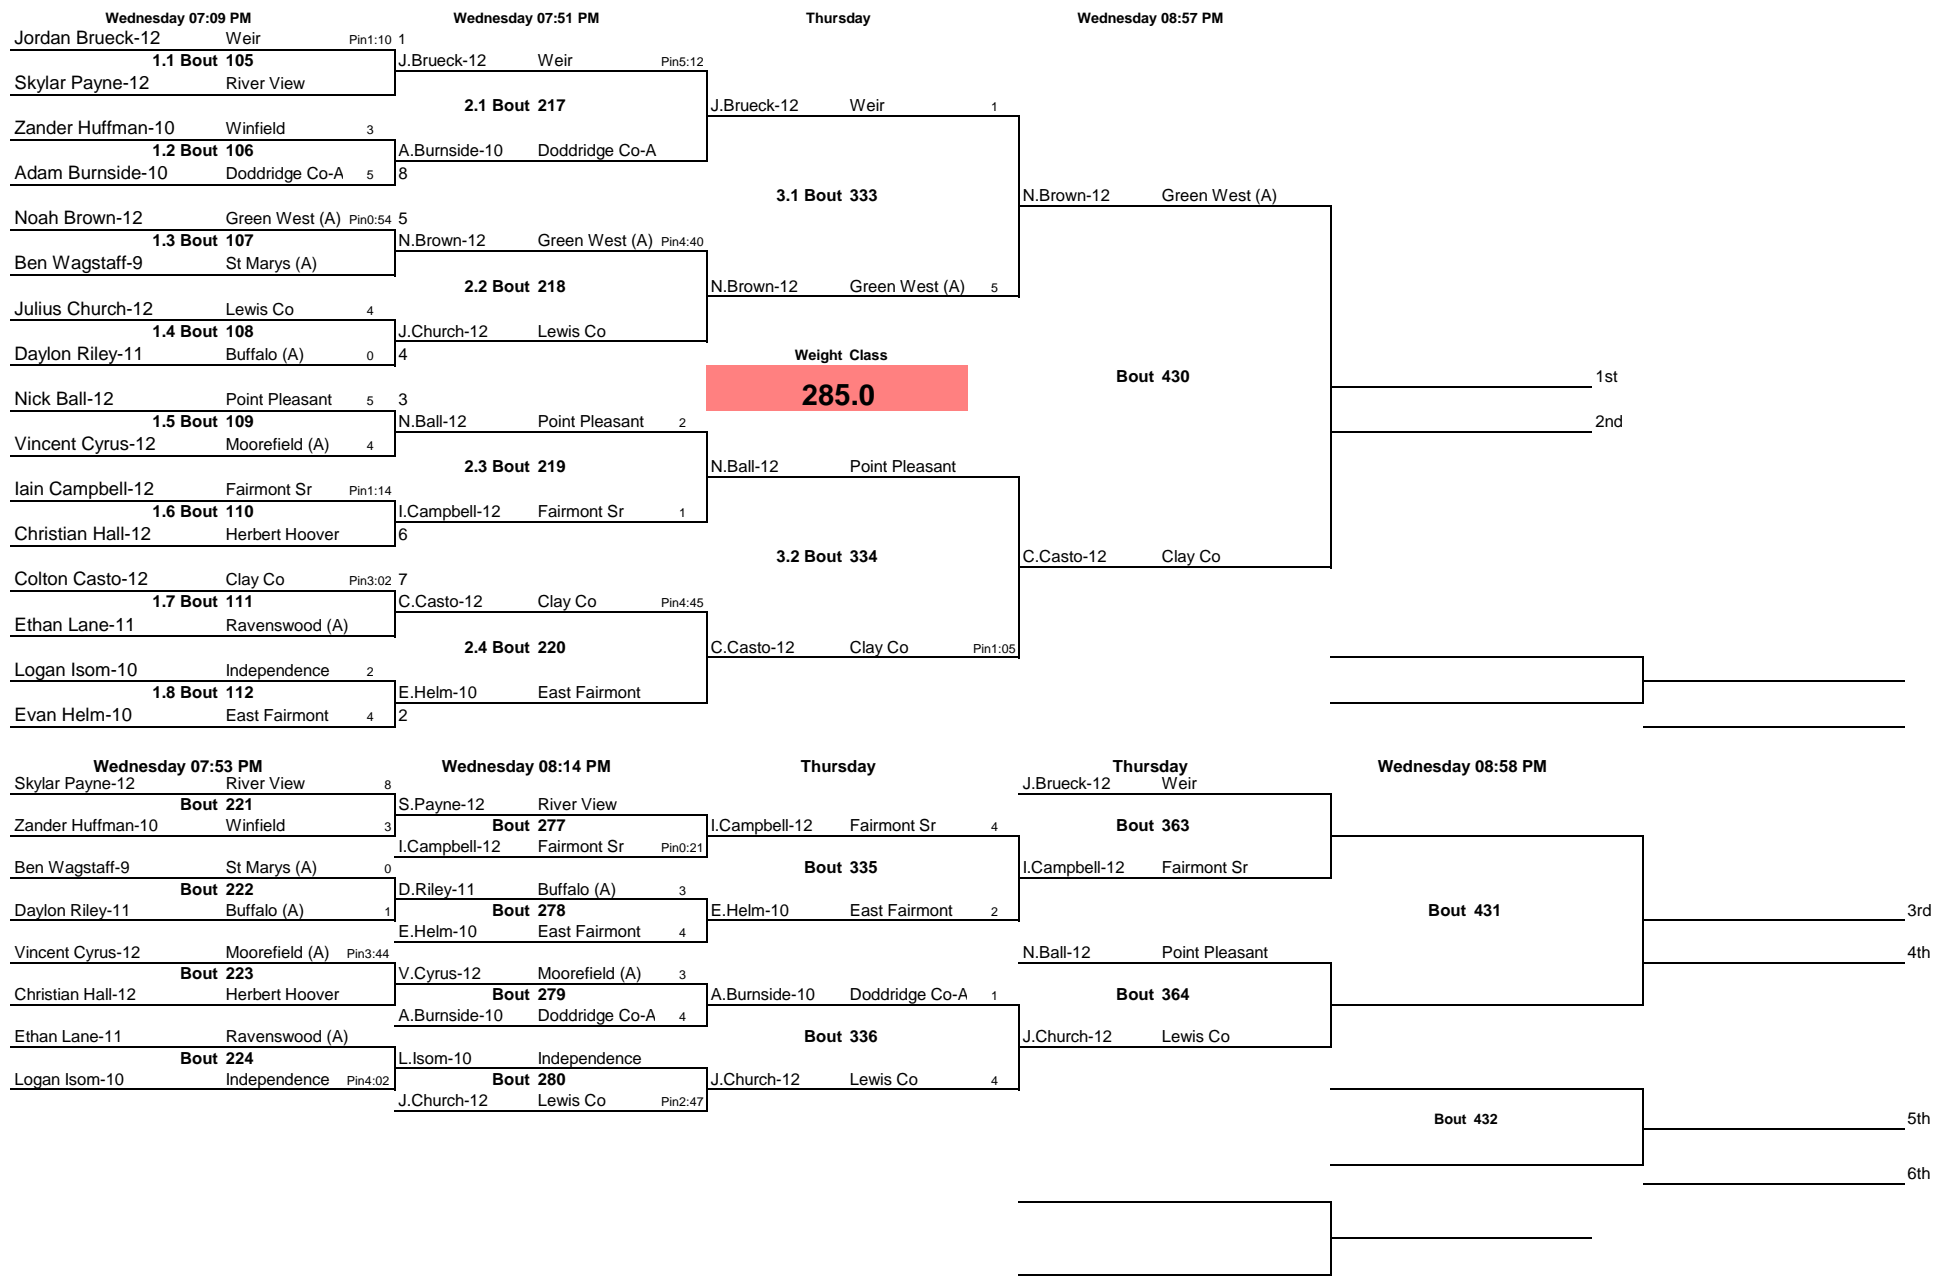 Wednesday 07:09 PM Wednesday 07:51 PM Thursday Wednesday 08:57 PM
Jordan Brueck-12 Weir Pin1:10 1
1.1 Bout 105 J.Brueck-12 Weir Pin5:12
Skylar Payne-12 River View
2.1 Bout 217 J.Brueck-12 Weir 1
Zander Huffman-10 Winfield 3
1.2 Bout 106 A.Burnside-10 Doddridge Co-A
Adam Burnside-10 Doddridge Co-A 5 8
3.1 Bout 333 N.Brown-12 Green West (A)
Noah Brown-12 Green West (A) Pin0:54 5
1.3 Bout 107 N.Brown-12 Green West (A) Pin4:40
Ben Wagstaff-9 St Marys (A)
2.2 Bout 218 N.Brown-12 Green West (A) 5
Julius Church-12 Lewis Co 4
1.4 Bout 108 J.Church-12 Lewis Co
Daylon Riley-11 Buffalo (A) 0 4 Weight Class
Bout 430 1st
Nick Ball-12 Point Pleasant 5 3 285.0
1.5 Bout 109 N.Ball-12 Point Pleasant 2 2nd
Vincent Cyrus-12 Moorefield (A) 4
2.3 Bout 219 N.Ball-12 Point Pleasant
Iain Campbell-12 Fairmont Sr Pin1:14
1.6 Bout 110 I.Campbell-12 Fairmont Sr 1
Christian Hall-12 Herbert Hoover 6
3.2 Bout 334 C.Casto-12 Clay Co
Colton Casto-12 Clay Co Pin3:02 7
1.7 Bout 111 C.Casto-12 Clay Co Pin4:45
Ethan Lane-11 Ravenswood (A)
2.4 Bout 220 C.Casto-12 Clay Co Pin1:05
Logan Isom-10 Independence 2
1.8 Bout 112 E.Helm-10 East Fairmont
Evan Helm-10 East Fairmont 4 2
Wednesday 07:53 PM Wednesday 08:14 PM Thursday Thursday Wednesday 08:58 PM
Skylar Payne-12 River View 8 J.Brueck-12 Weir
Bout 221 S.Payne-12 River View
Zander Huffman-10 Winfield 3 Bout 277 I.Campbell-12 Fairmont Sr 4 Bout 363
I.Campbell-12 Fairmont Sr Pin0:21
Ben Wagstaff-9 St Marys (A) 0 Bout 335 I.Campbell-12 Fairmont Sr
Bout 222 D.Riley-11 Buffalo (A) 3
Daylon Riley-11 Buffalo (A) 1 Bout 278 E.Helm-10 East Fairmont 2 Bout 431 3rd
E.Helm-10 East Fairmont 4
Vincent Cyrus-12 Moorefield (A) Pin3:44 N.Ball-12 Point Pleasant 4th
Bout 223 V.Cyrus-12 Moorefield (A) 3
Christian Hall-12 Herbert Hoover Bout 279 A.Burnside-10 Doddridge Co-A 1 Bout 364
A.Burnside-10 Doddridge Co-A 4
Ethan Lane-11 Ravenswood (A) Bout 336 J.Church-12 Lewis Co
Bout 224 L.Isom-10 Independence
Logan Isom-10 Independence Pin4:02 Bout 280 J.Church-12 Lewis Co 4
J.Church-12 Lewis Co Pin2:47
Bout 432 5th
6th